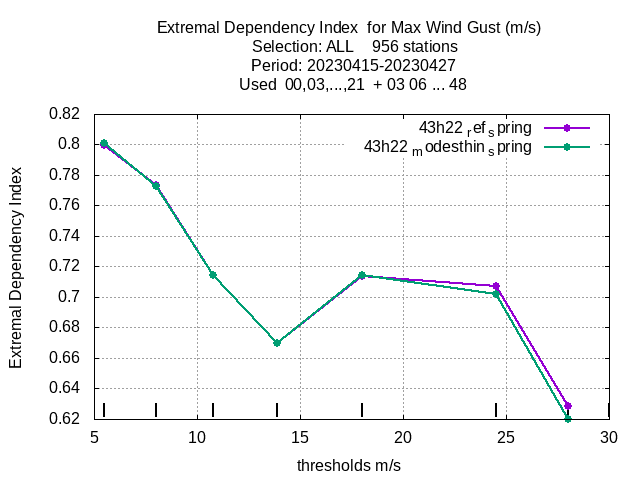 Extremal Dependency Index  for Max Wind Gust (m/s)
Selection: ALL    956 stations
Period: 20230415-20230427
Used  00,03,...,21  + 03 06 ... 48
43h22 ref spring
43h22 modesthin spring
Extremal Dependency Index
0.82
0.8
0.78
0.76
0.74
0.72
0.7
0.68
0.66
0.64
0.62
5 10 15 20 25 30
thresholds m/s